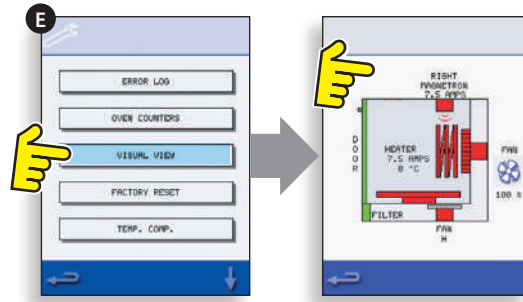 E
ERROR LOG
OVEN COUNTERS
VISUAL VIEW
FACTORY RESET
TEMP. COMP.
RIGHT
MAGNETRON
7.5 AMPS
DOOR
HEATER
7.5 AMPS
0 °C
FAN
100 %
FILTER
FAN
H